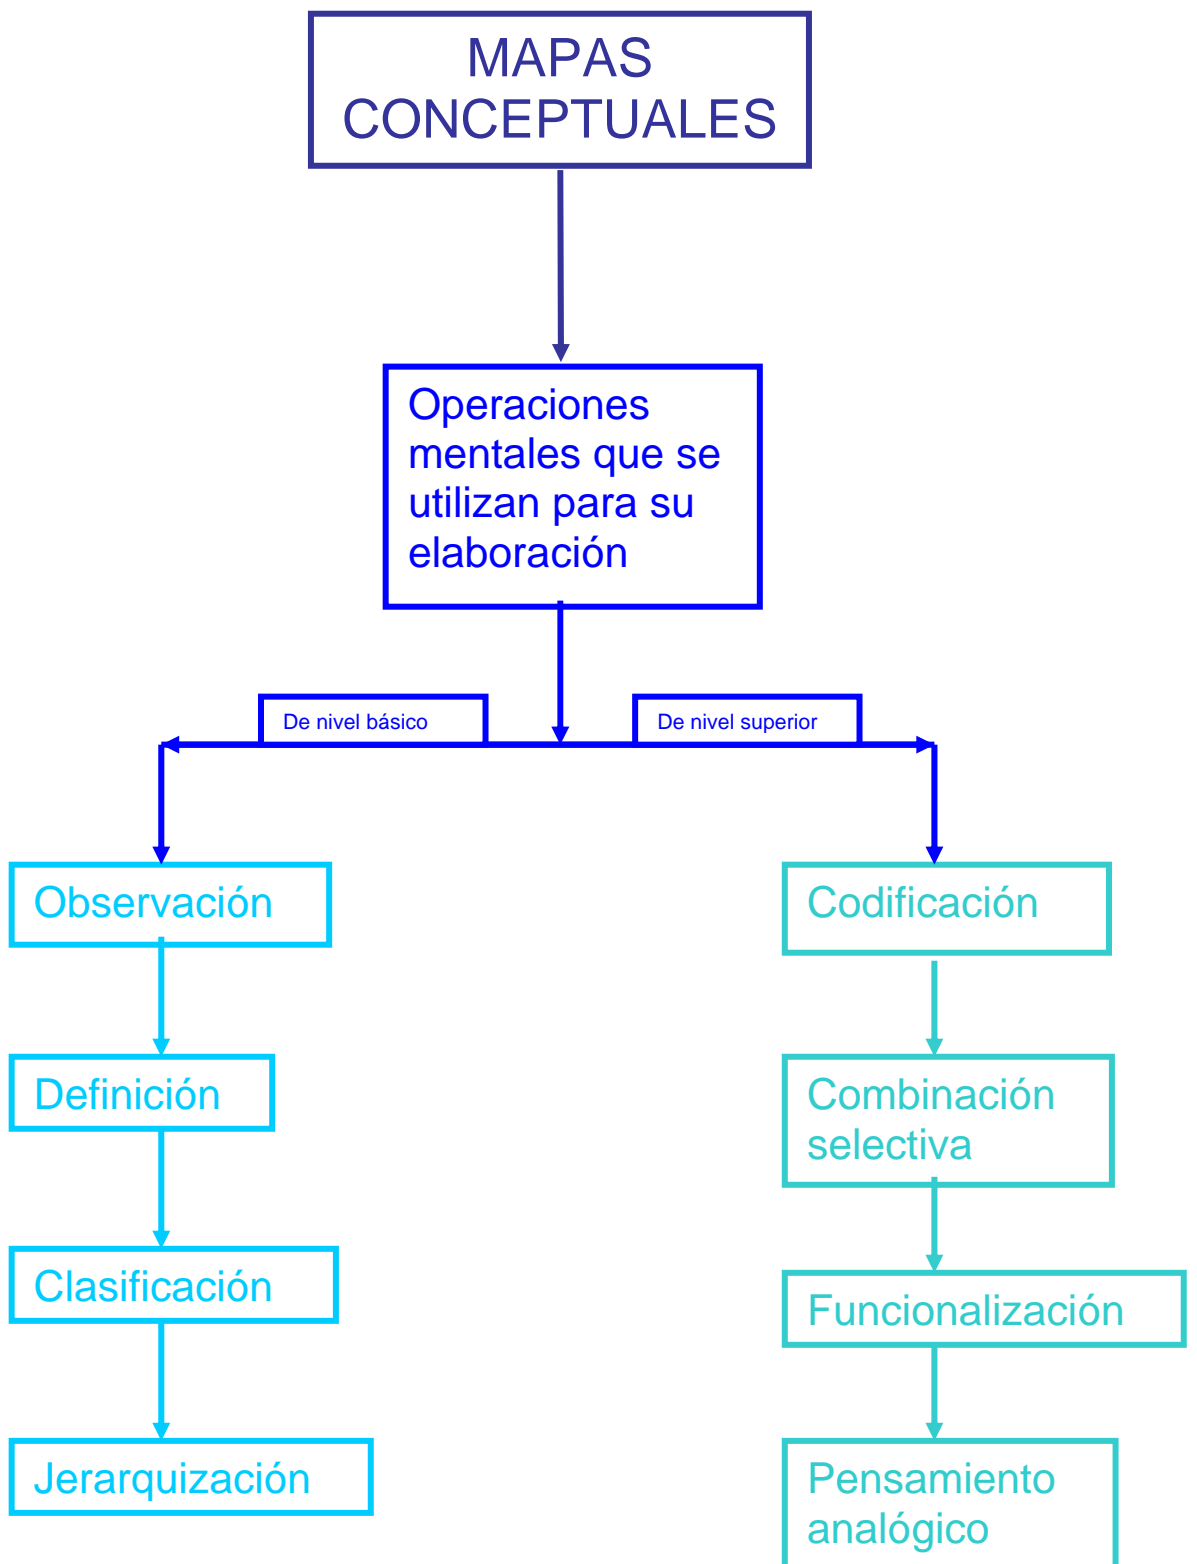 MAPAS
CONCEPTUALES
Operaciones
mentales que se
utilizan para su
elaboración
De nivel básico
De nivel superior
Observación
Definición
Clasificación
Jerarquización
Codificación
Combinación
selectiva
Funcionalización
Pensamiento
analógico